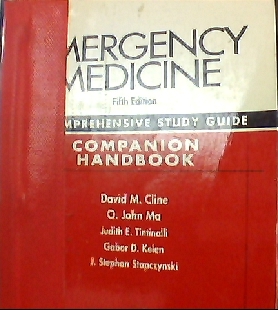 MERGENCY
MEDICINE
Fifth Edition
MPREHENSIVE STUDY GUIDE
COMPANION
HANDBOOK
David M. Cline
O. John Ma
Judith E. Tintinalli
Gabor D. Kelen
J. Stephan Stapczynski